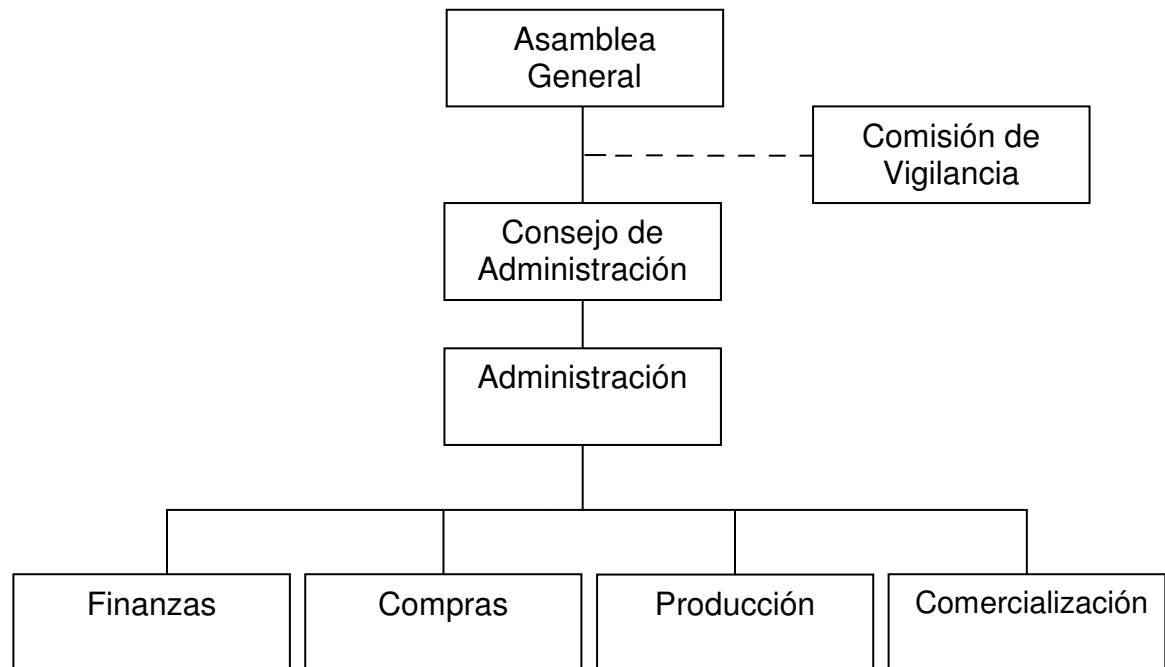 Asamblea
General
Comisión de
Vigilancia
Consejo de
Administración
Administración
Finanzas
Compras
Producción
Comercialización